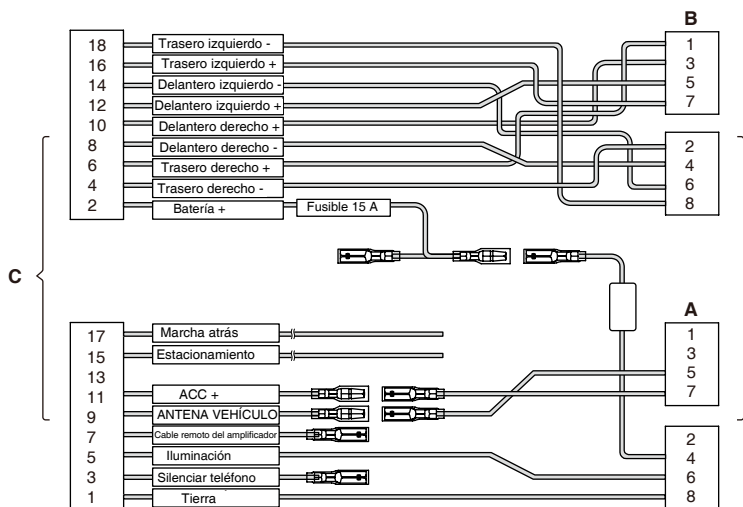 B
18 Trasero izquierdo - 1
16 Trasero izquierdo + 3
14 Delantero izquierdo - 5
12 Delantero izquierdo + 7
10 Delantero derecho +
8 Delantero derecho - 2
6 Trasero derecho + 4
4 Trasero derecho - 6
2 Batería + Fusible 15 A 8
C
A
17 Marcha atrás 1
15 Estacionamiento 3
13 5
11 ACC + 7
9 ANTENA VEHÍCULO
7 Cable remoto del amplificador 2
5 Iluminación 4
3 Silenciar teléfono 6
1 Tierra 8